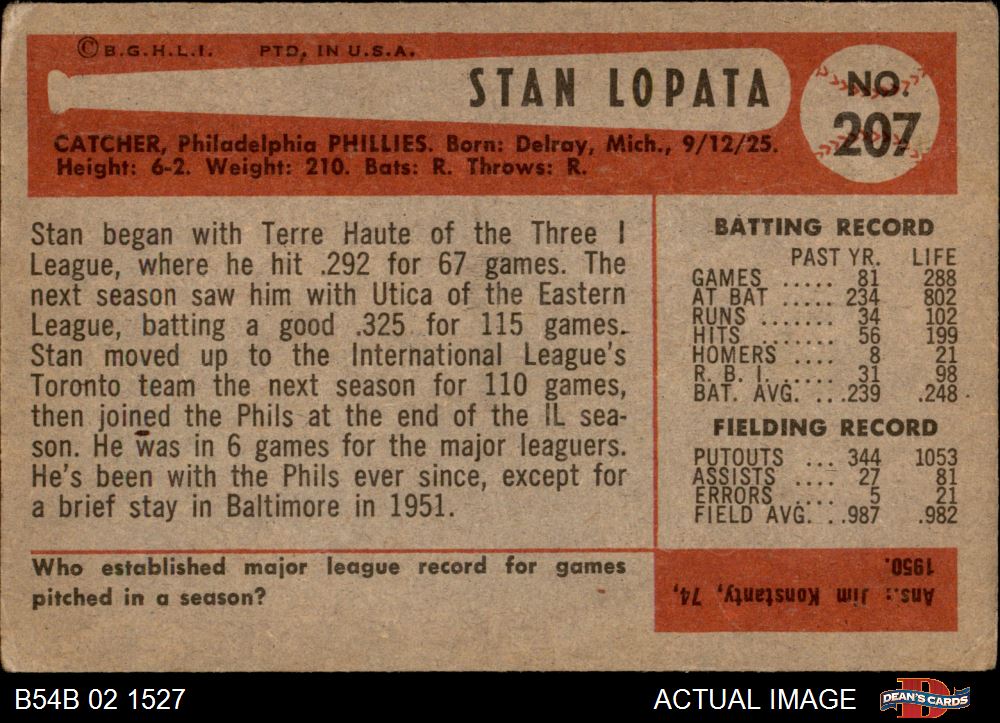 © B.G.H.L.I. PTD. IN U.S.A.
STAN LOPATA
NO.
207
CATCHER, Philadelphia PHILLIES. Born: Delray, Mich., 9/12/25.
Height: 6-2. Weight: 210. Bats: R. Throws: R.
Stan began with Terre Haute of the Three I
League, where he hit .292 for 67 games. The
next season saw him with Utica of the Eastern
League, batting a good .325 for 115 games.
Stan moved up to the International League's
Toronto team the next season for 110 games,
then joined the Phils at the end of the IL sea-
son. He was in 6 games for the major leaguers.
He's been with the Phils ever since, except for
a brief stay in Baltimore in 1951.
Who established major league record for games
pitched in a season?
BATTING RECORD
PAST YR. LIFE
GAMES ..... 81 288
AT BAT ..... 234 802
RUNS ....... 34 102
HITS ....... 56 199
HOMERS .... 8 21
R. B. I. ..... 31 98
BAT. AVG. ...239 .248
FIELDING RECORD
PUTOUTS ... 344 1053
ASSISTS .... 27 81
ERRORS .... 5 21
FIELD AVG. ..987 .982
Ans.: Jim Konstanty, 74,
1950.
B54B 02 1527
ACTUAL IMAGE
D
DEAN'S CARDS